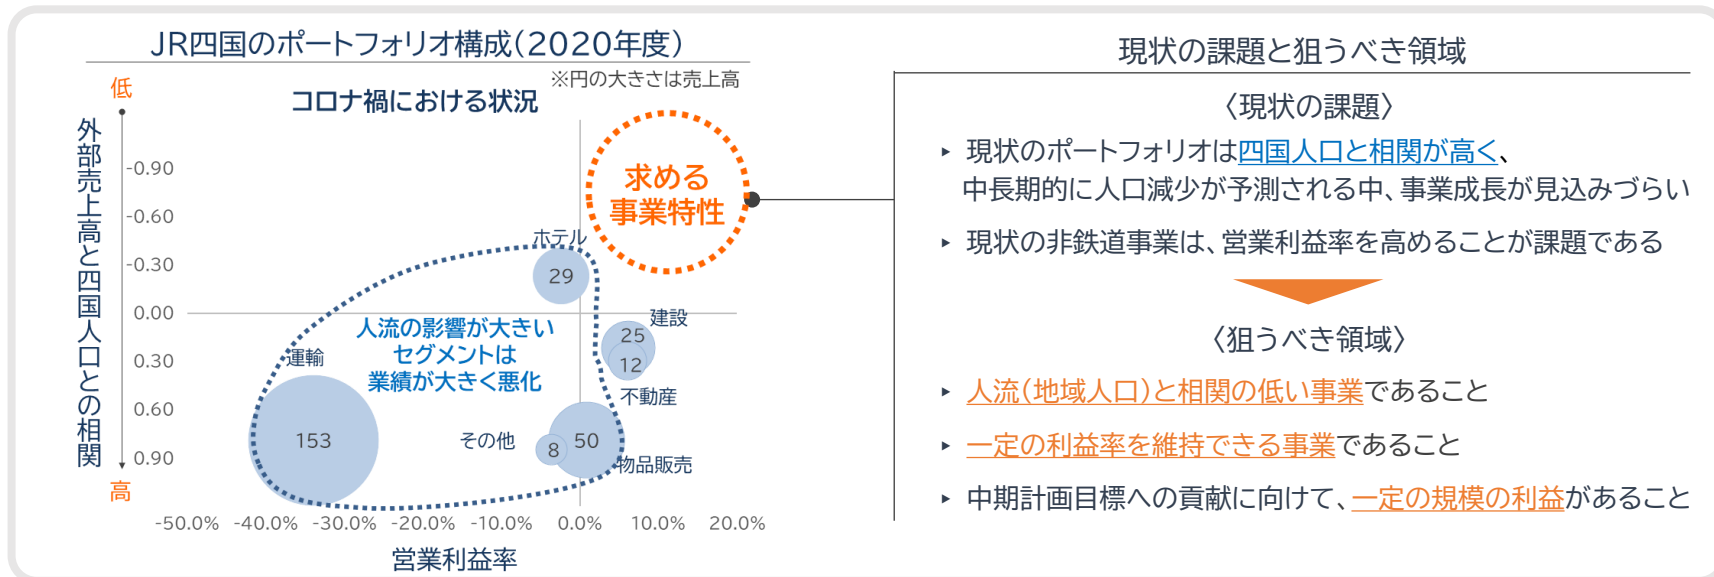 JR四国のポートフォリオ構成(2020年度)
※円の大きさは売上高
コロナ禍における状況
低
外部売上高と四国人口との相関
高
-0.90
-0.60
-0.30
0.00
0.30
0.60
0.90
求める
事業特性
ホテル
29
建設
25
12
不動産
人流の影響が大きい
セグメントは
業績が大きく悪化
運輸
153
その他
8
50
物品販売
-50.0% -40.0% -30.0% -20.0% -10.0% 0.0% 10.0% 20.0%
営業利益率
現状の課題と狙うべき領域
〈現状の課題〉
▸ 現状のポートフォリオは四国人口と相関が高く、
中長期的に人口減少が予測される中、事業成長が見込みづらい
▸ 現状の非鉄道事業は、営業利益率を高めることが課題である
〈狙うべき領域〉
▸ 人流(地域人口)と相関の低い事業であること
▸ 一定の利益率を維持できる事業であること
▸ 中期計画目標への貢献に向けて、一定の規模の利益があること